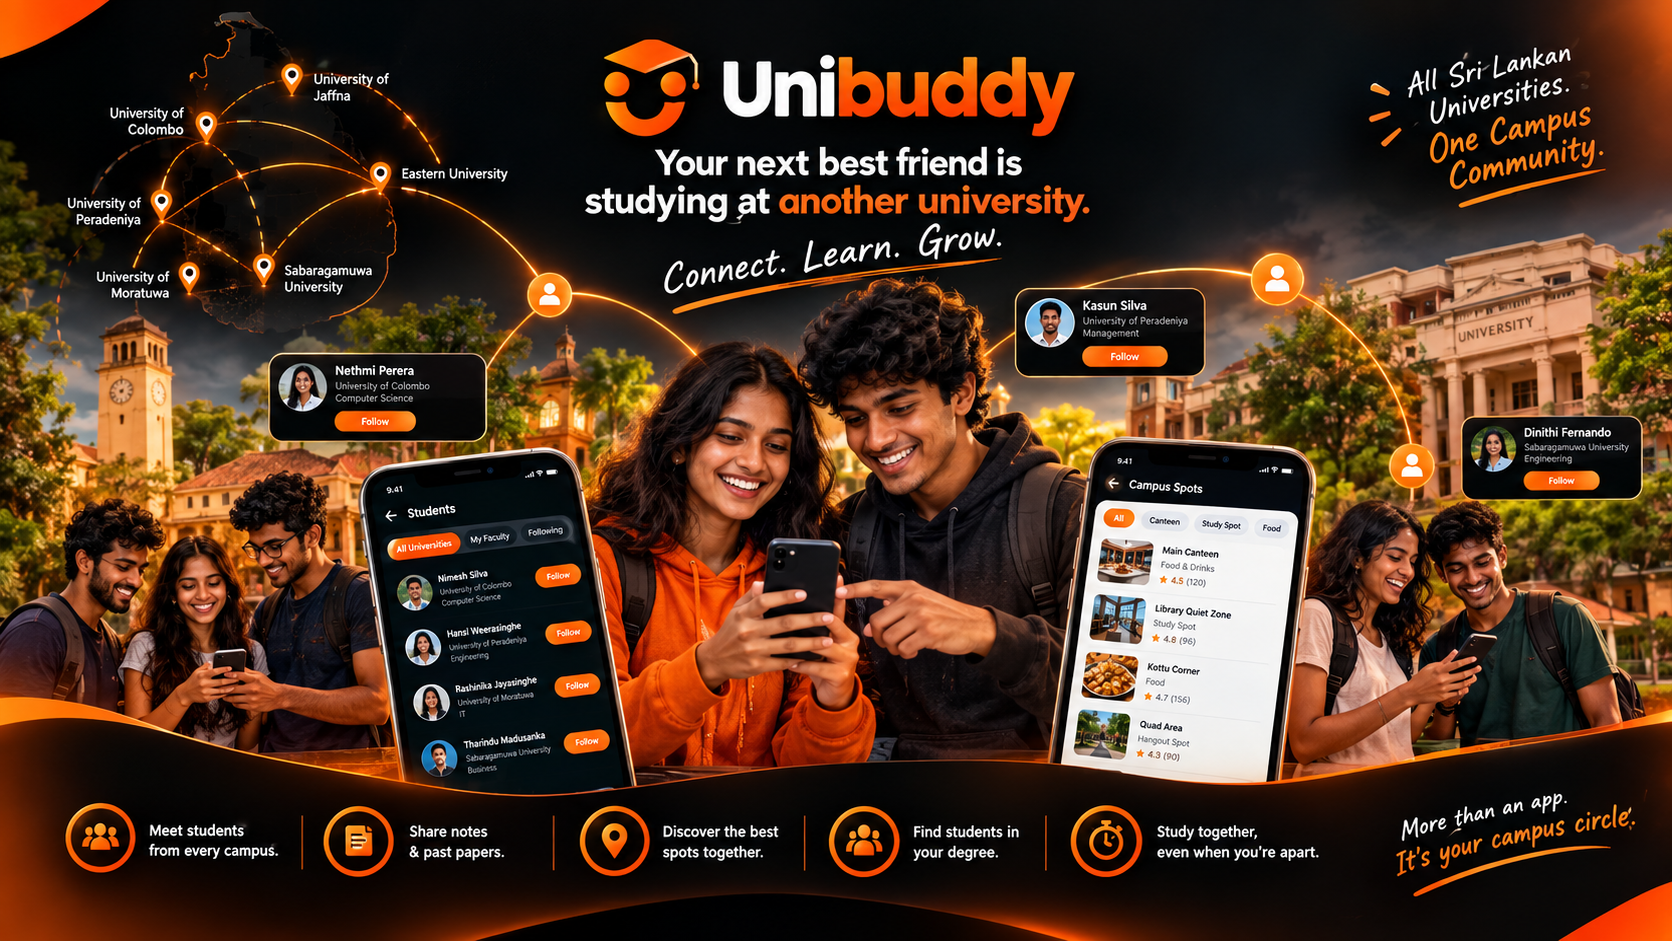 University of
Jaffna
University of
Colombo
Eastern University
University of
Peradeniya
University of
Moratuwa
Sabaragamuwa
University
Unibuddy
Your next best friend is
studying at another university.
Connect. Learn. Grow.
All Sri Lankan
Universities.
One Campus
Community.
Nethmi Perera
University of Colombo
Computer Science
Follow
Kasun Silva
University of Peradeniya
Management
Follow
UNIVERSITY
Dinithi Fernando
Sabaragamuwa University
Engineering
Follow
9.41
Students
All Universities
My Faculty
Following
Nimesh Silva
University of Colombo
Computer Science
Follow
Hansi Weerasinghe
University of Peradeniya
Engineering
Follow
Rashinika Jayasinghe
University of Moratuwa
IT
Follow
Tharindu Madusanka
Sabaragamuwa University
Business
Follow
9.41
Campus Spots
All
Canteen
Study Spot
Food
Main Canteen
Food & Drinks
4.5 (120)
Library Quiet Zone
Study Spot
4.8 (96)
Kottu Corner
Food
4.7 (156)
Quad Area
Hangout Spot
4.3 (90)
Meet students
from every campus.
Share notes
& past papers.
Discover the best
spots together.
Find students in
your degree.
Study together,
even when you're apart.
More than an app.
It's your campus circle.